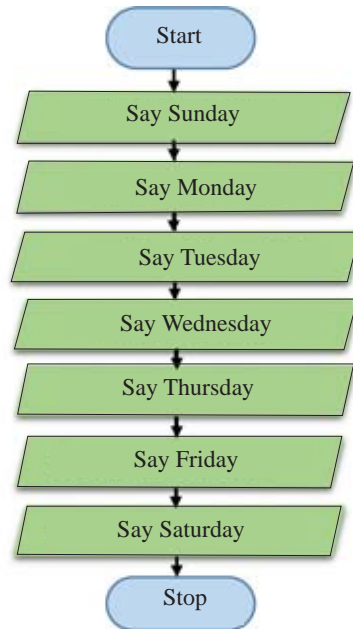 Start
Say Sunday
Say Monday
Say Tuesday
Say Wednesday
Say Thursday
Say Friday
Say Saturday
Stop